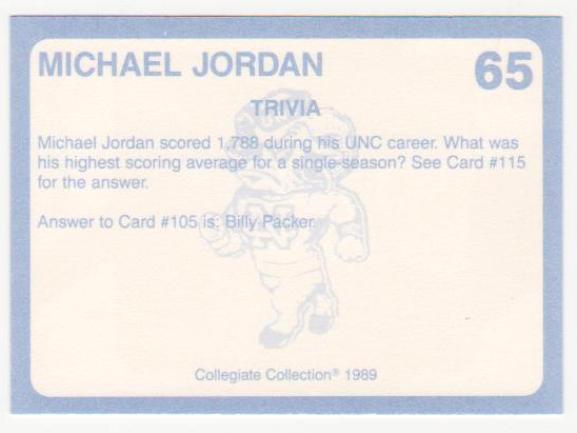 MICHAEL JORDAN 65
TRIVIA
Michael Jordan scored 1,788 during his UNC career. What was
his highest scoring average for a single-season? See Card #115
for the answer.
Answer to Card #105 is: Billy Packer.
Collegiate Collection® 1989